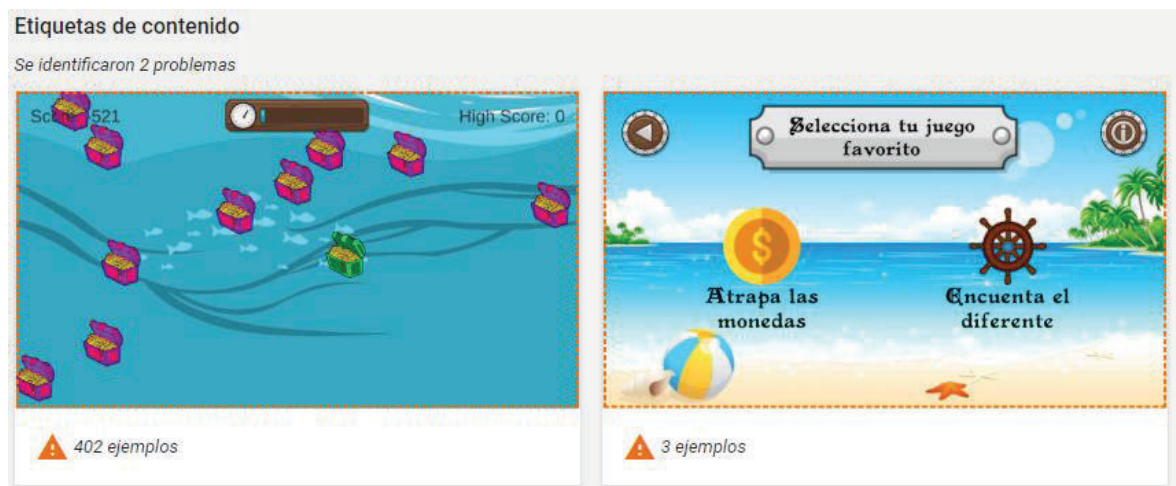 Etiquetas de contenido
Se identificaron 2 problemas
521
High Score: 0
Selecciona tu juego
favorito
Atrapa las
monedas
Encuenta el
diferente
402 ejemplos
3 ejemplos